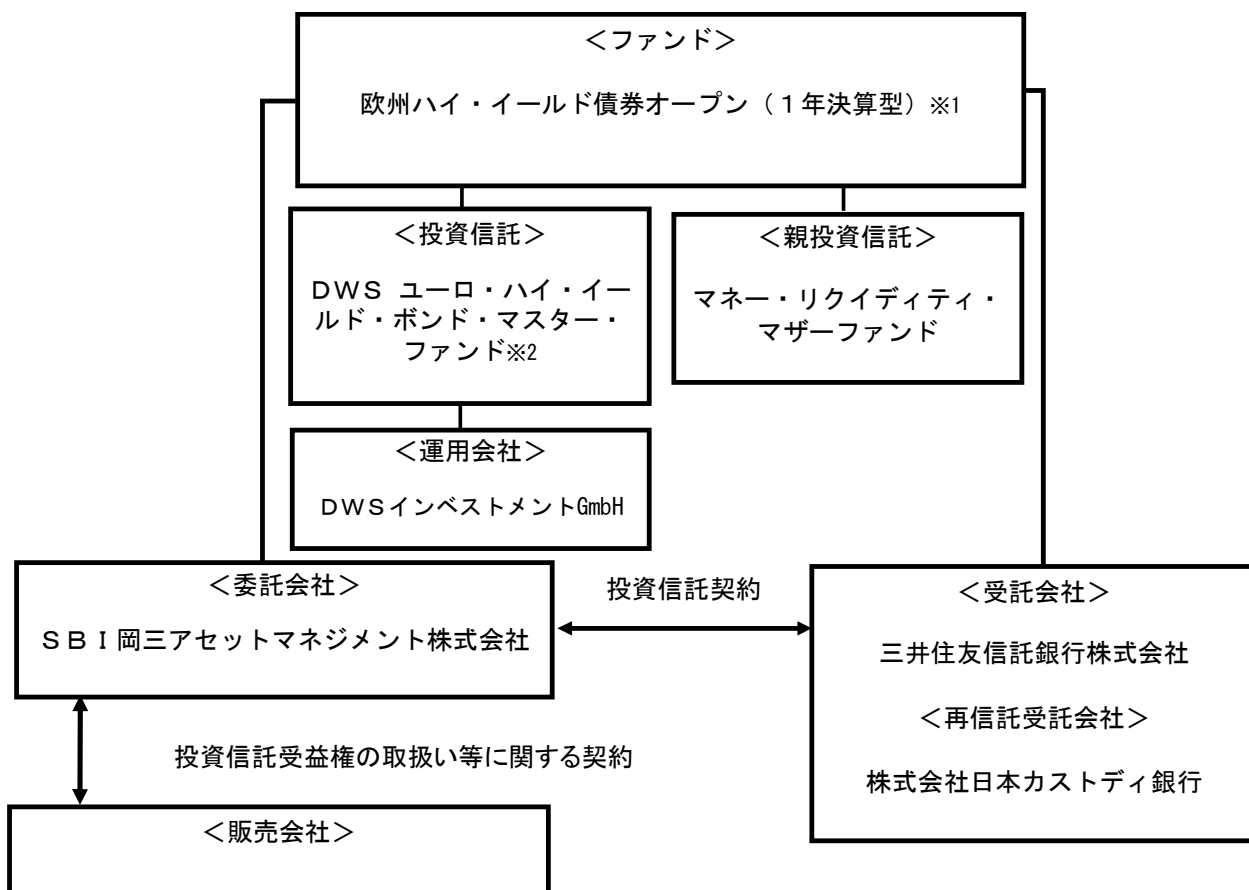 ＜ファンド＞
欧州ハイ・イールド債券オープン（１年決算型）※1
＜投資信託＞
ＤＷＳ ユーロ・ハイ・イー
ルド・ボンド・マスター・
ファンド※2
＜親投資信託＞
マネー・リクイディティ・
マザーファンド
＜運用会社＞
ＤＷＳインベストメントGmbH
＜委託会社＞
ＳＢＩ岡三アセットマネジメント株式会社
投資信託契約
＜受託会社＞
三井住友信託銀行株式会社
＜再信託受託会社＞
株式会社日本カストディ銀行
投資信託受益権の取扱い等に関する契約
＜販売会社＞